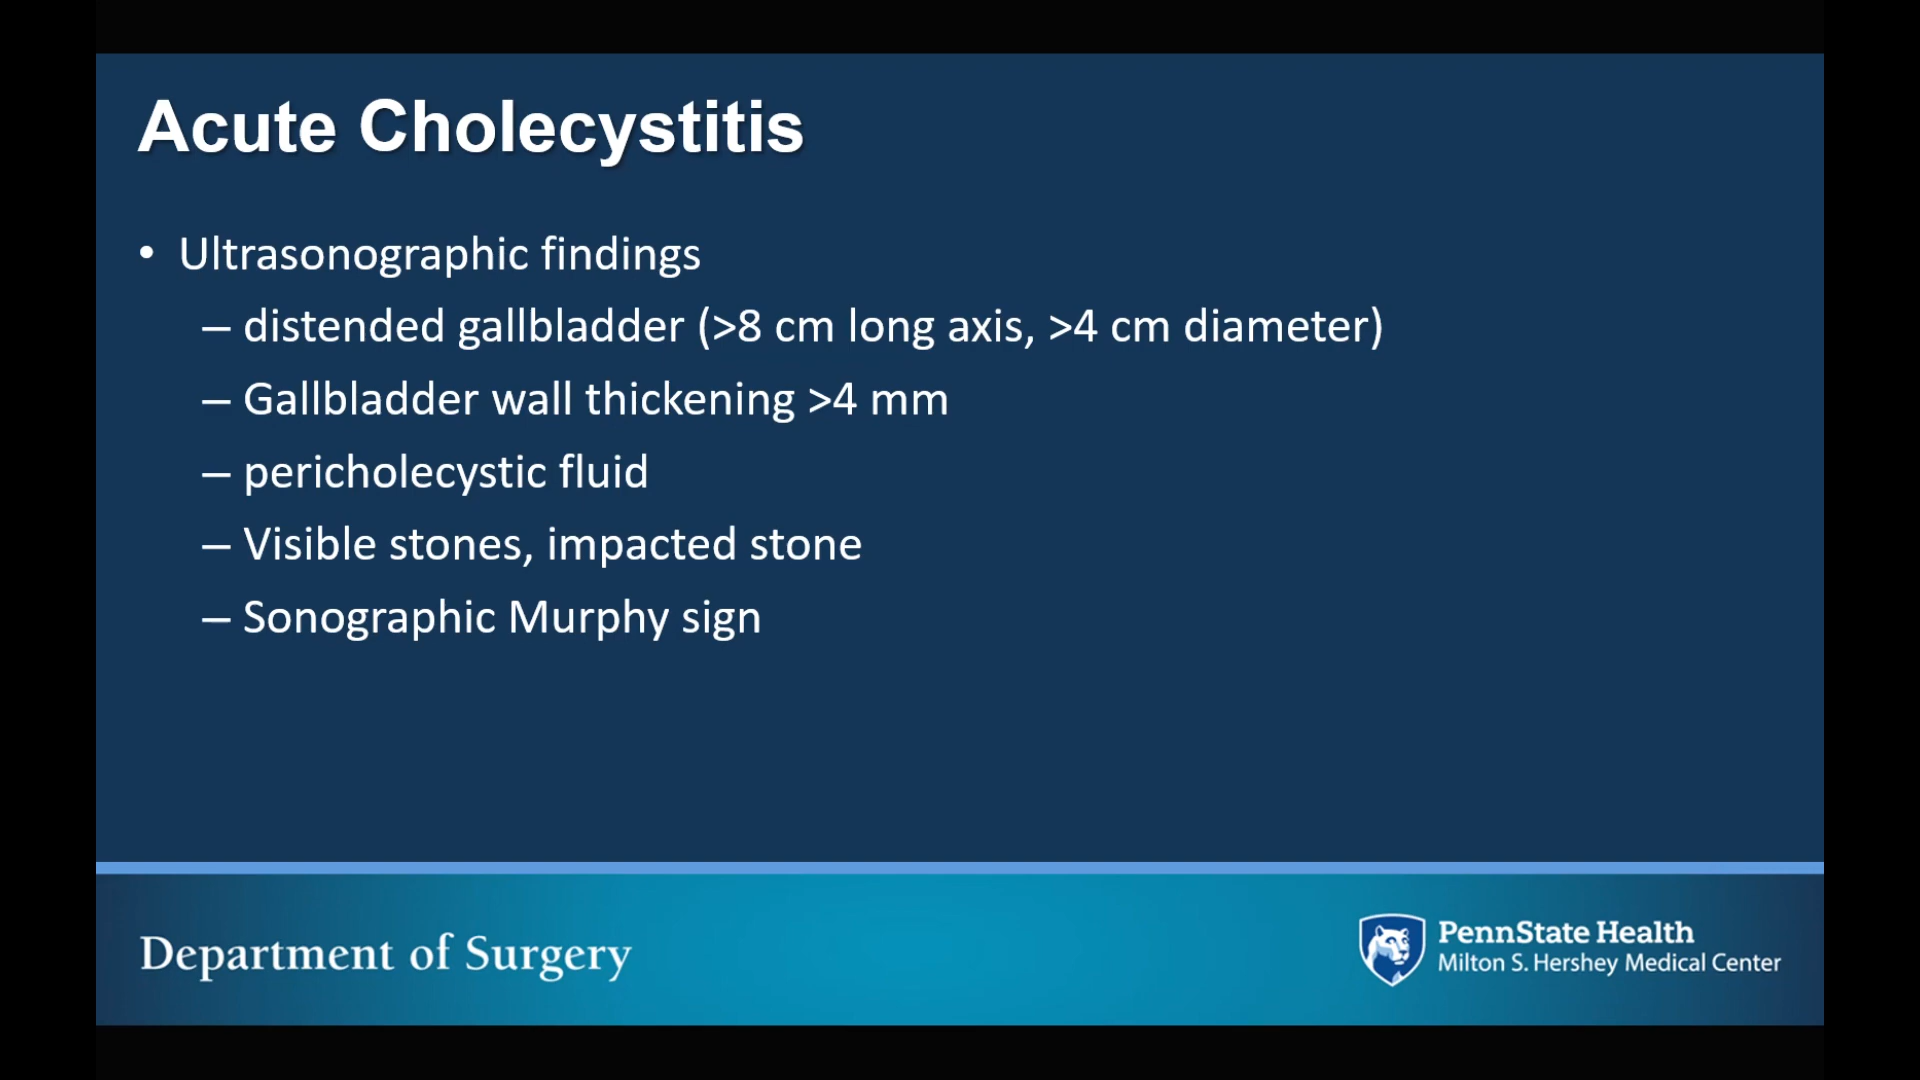 Acute Cholecystitis
• Ultrasonographic findings
– distended gallbladder (>8 cm long axis, >4 cm diameter)
– Gallbladder wall thickening >4 mm
– pericholecystic fluid
– Visible stones, impacted stone
– Sonographic Murphy sign
Department of Surgery
PennState Health
Milton S. Hershey Medical Center